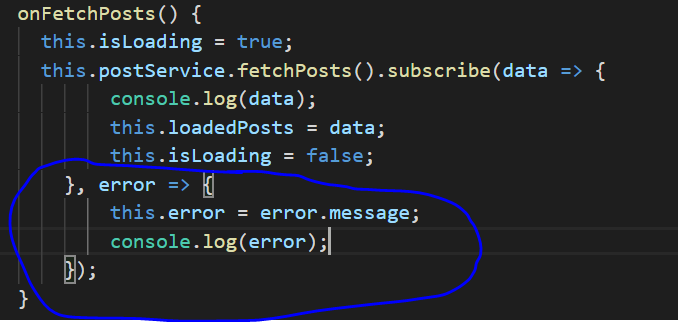 onFetchPosts() {
this.isLoading = true;
this.postService.fetchPosts().subscribe(data => {
console.log(data);
this.loadedPosts = data;
this.isLoading = false;
}, error => {
this.error = error.message;
console.log(error);
});
}